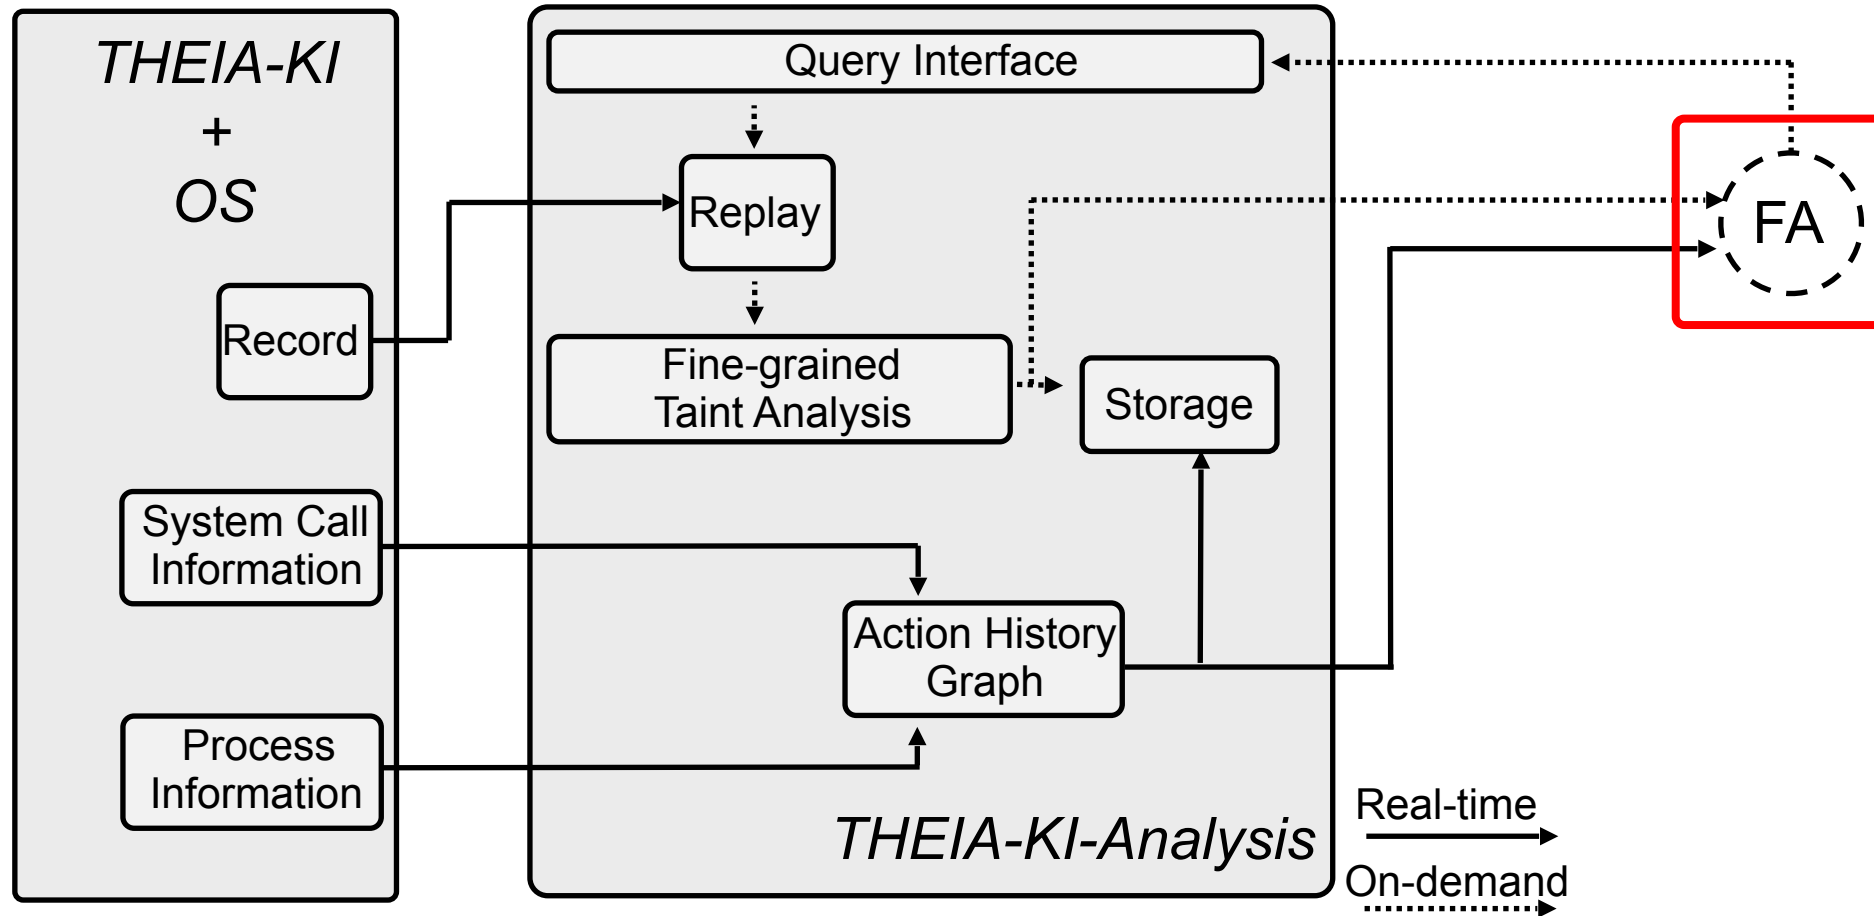 THEIA-KI
+
OS
Record
System Call
Information
Process
Information
Query Interface
Replay
Fine-grained
Taint Analysis
Storage
Action History
Graph
THEIA-KI-Analysis
FA
Real-time
On-demand